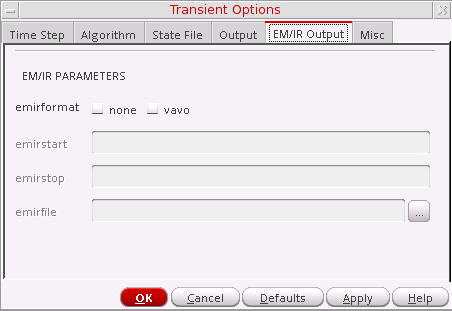 Transient Options
Time Step Algorithm State File Output EM/IR Output Misc
EM/IR PARAMETERS
emirformat none vavo
emirstart
emirstop
emirfile ...
OK Cancel Defaults Apply Help